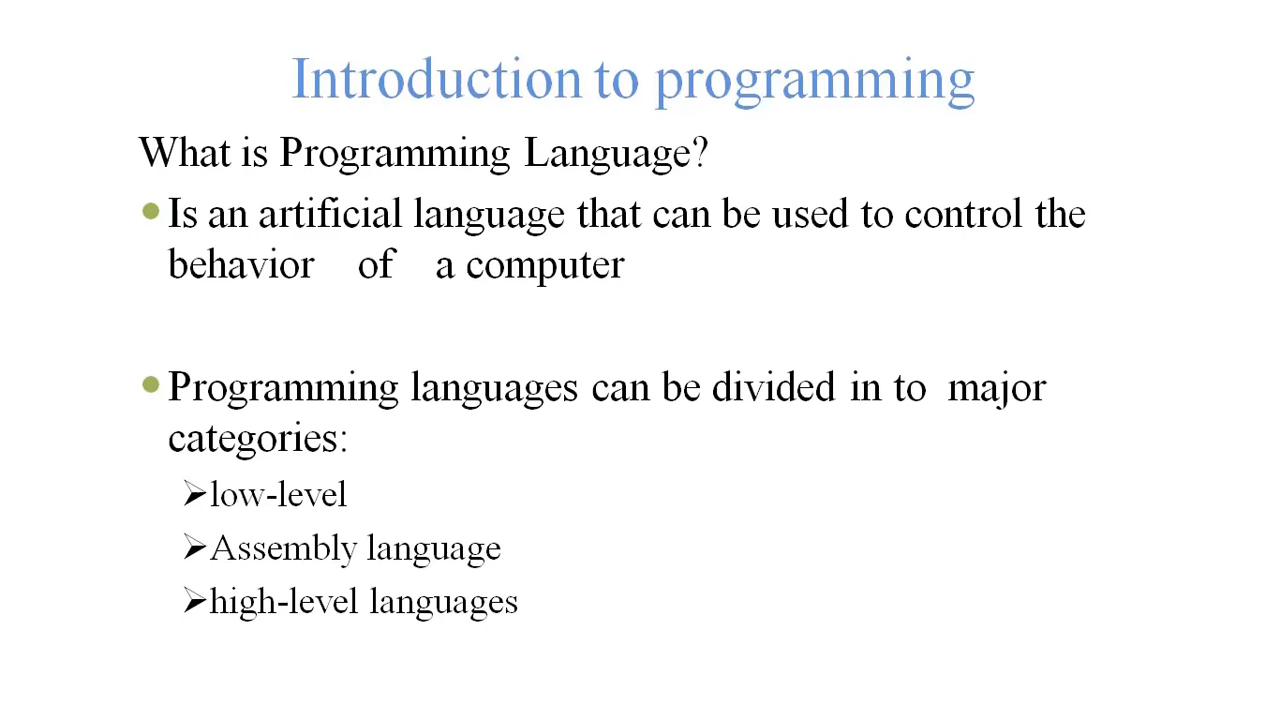 Introduction to programming
What is Programming Language?
Is an artificial language that can be used to control the
behavior of a computer
Programming languages can be divided in to major
categories:
low-level
Assembly language
high-level languages